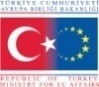 TÜRKİYE CUMHURİYETİ
AVRUPA BİRLİĞİ BAKANLIĞI
REPUBLIC OF TURKEY
MINISTRY FOR EU AFFAIRS